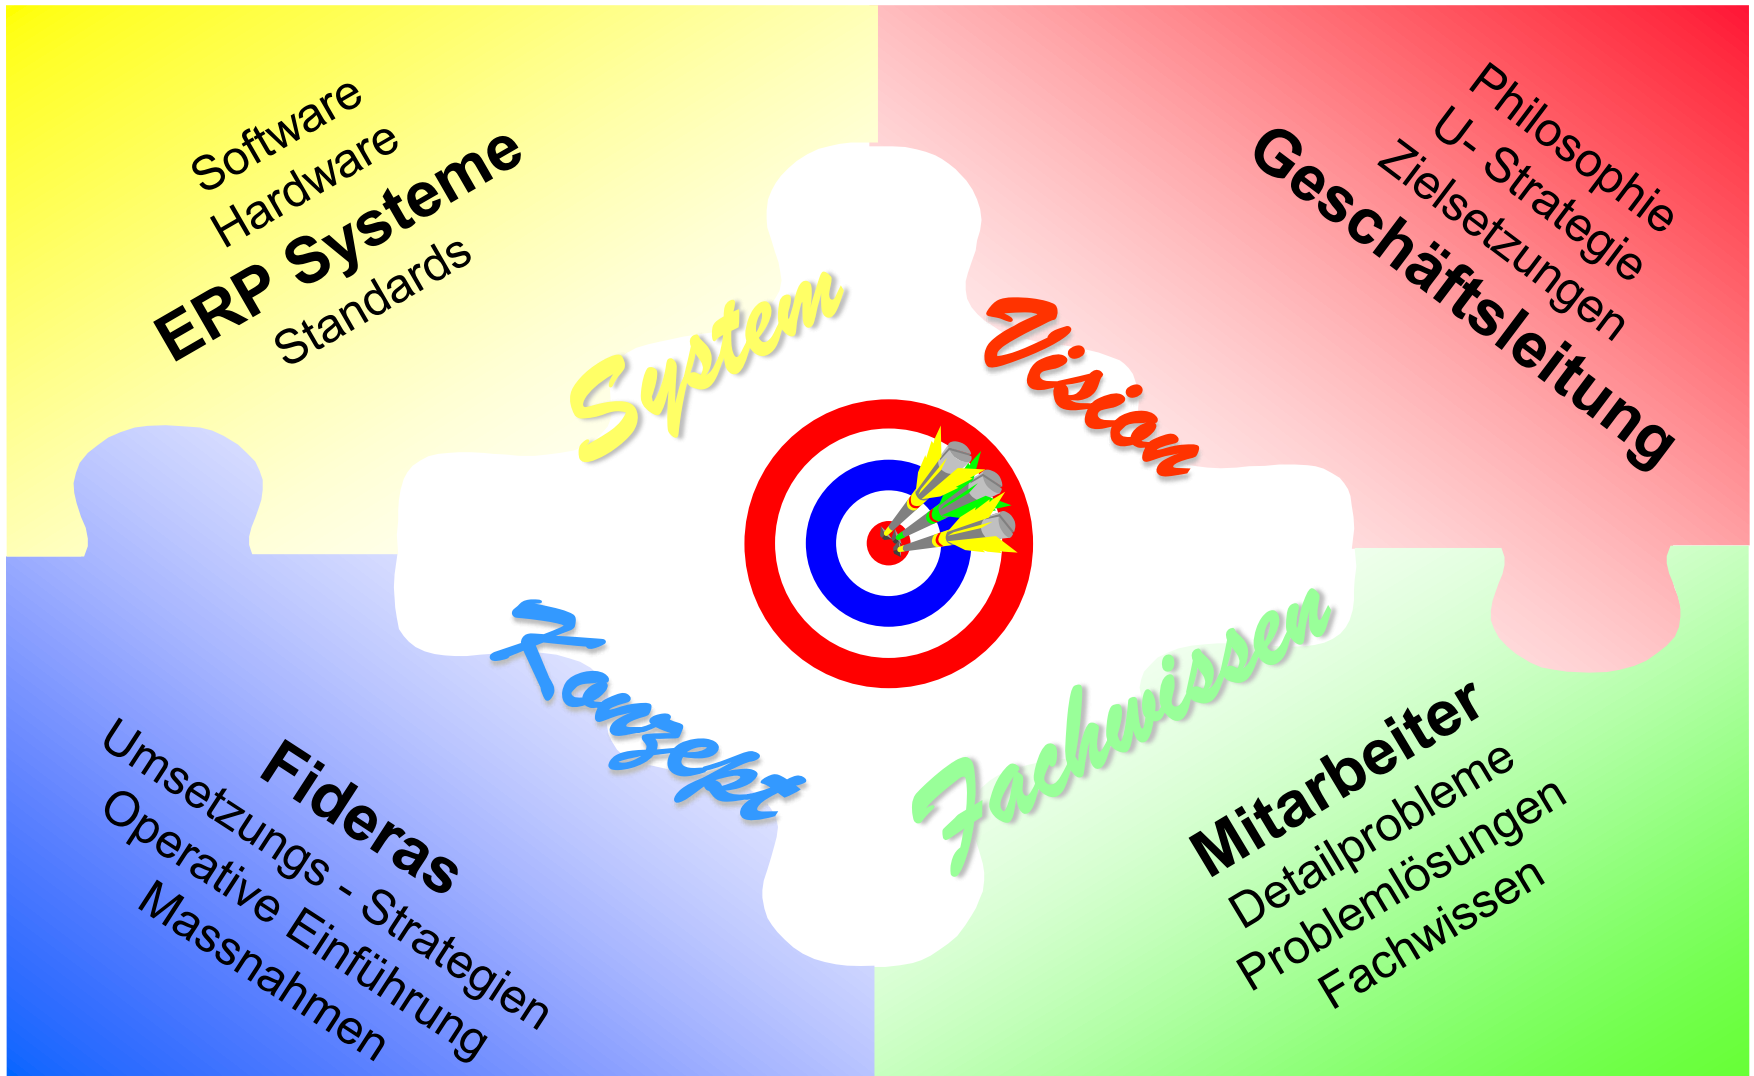 Software
Hardware
ERP Systeme
Standards
Philosophie
U- Strategie
Zielsetzungen
Geschäftsleitung
System
Vision
Konzept
Fachwissen
Fideras
Umsetzungs - Strategien
Operative Einführung
Massnahmen
Mitarbeiter
Detailprobleme
Problemlösungen
Fachwissen